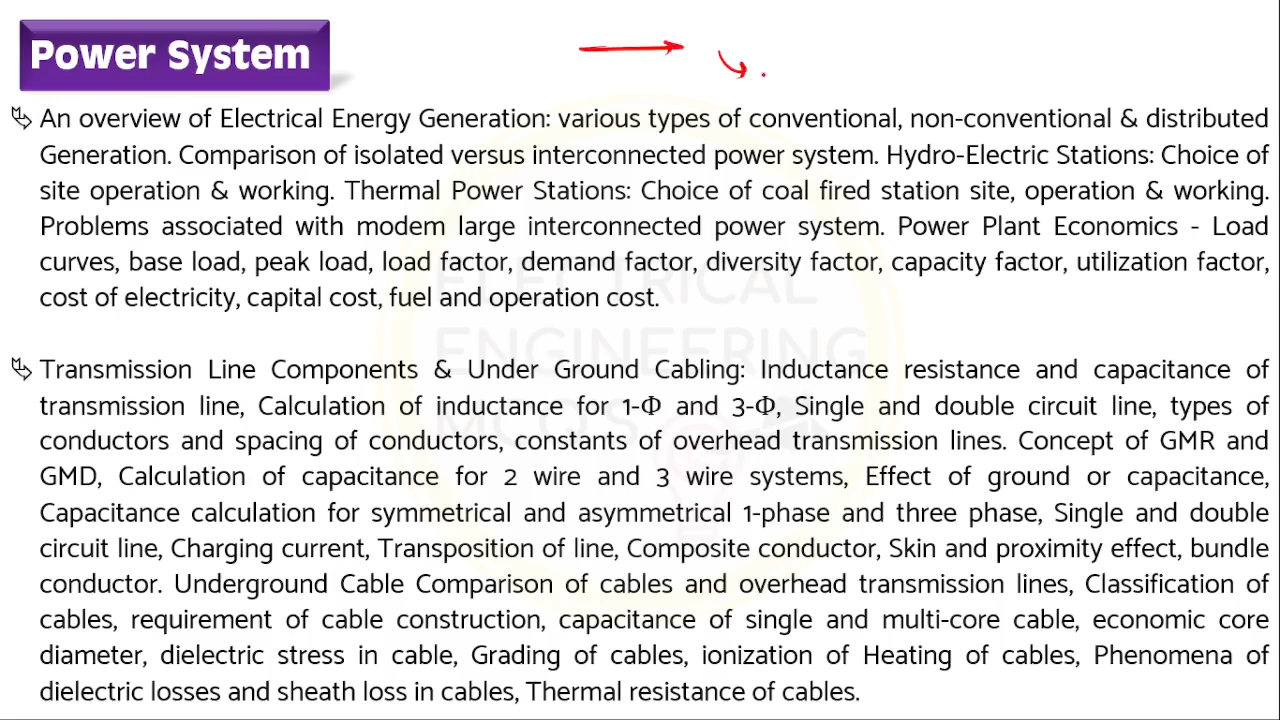 Power System
An overview of Electrical Energy Generation: various types of conventional, non-conventional & distributed
Generation. Comparison of isolated versus interconnected power system. Hydro-Electric Stations: Choice of
site operation & working. Thermal Power Stations: Choice of coal fired station site, operation & working.
Problems associated with modem large interconnected power system. Power Plant Economics - Load
curves, base load, peak load, load factor, demand factor, diversity factor, capacity factor, utilization factor,
cost of electricity, capital cost, fuel and operation cost.
Transmission Line Components & Under Ground Cabling: Inductance resistance and capacitance of
transmission line, Calculation of inductance for 1-Φ and 3-Φ, Single and double circuit line, types of
conductors and spacing of conductors, constants of overhead transmission lines. Concept of GMR and
GMD, Calculation of capacitance for 2 wire and 3 wire systems, Effect of ground or capacitance,
Capacitance calculation for symmetrical and asymmetrical 1-phase and three phase, Single and double
circuit line, Charging current, Transposition of line, Composite conductor, Skin and proximity effect, bundle
conductor. Underground Cable Comparison of cables and overhead transmission lines, Classification of
cables, requirement of cable construction, capacitance of single and multi-core cable, economic core
diameter, dielectric stress in cable, Grading of cables, ionization of Heating of cables, Phenomena of
dielectric losses and sheath loss in cables, Thermal resistance of cables.
ELECTRICAL
ENGINEERING
MCQ'S